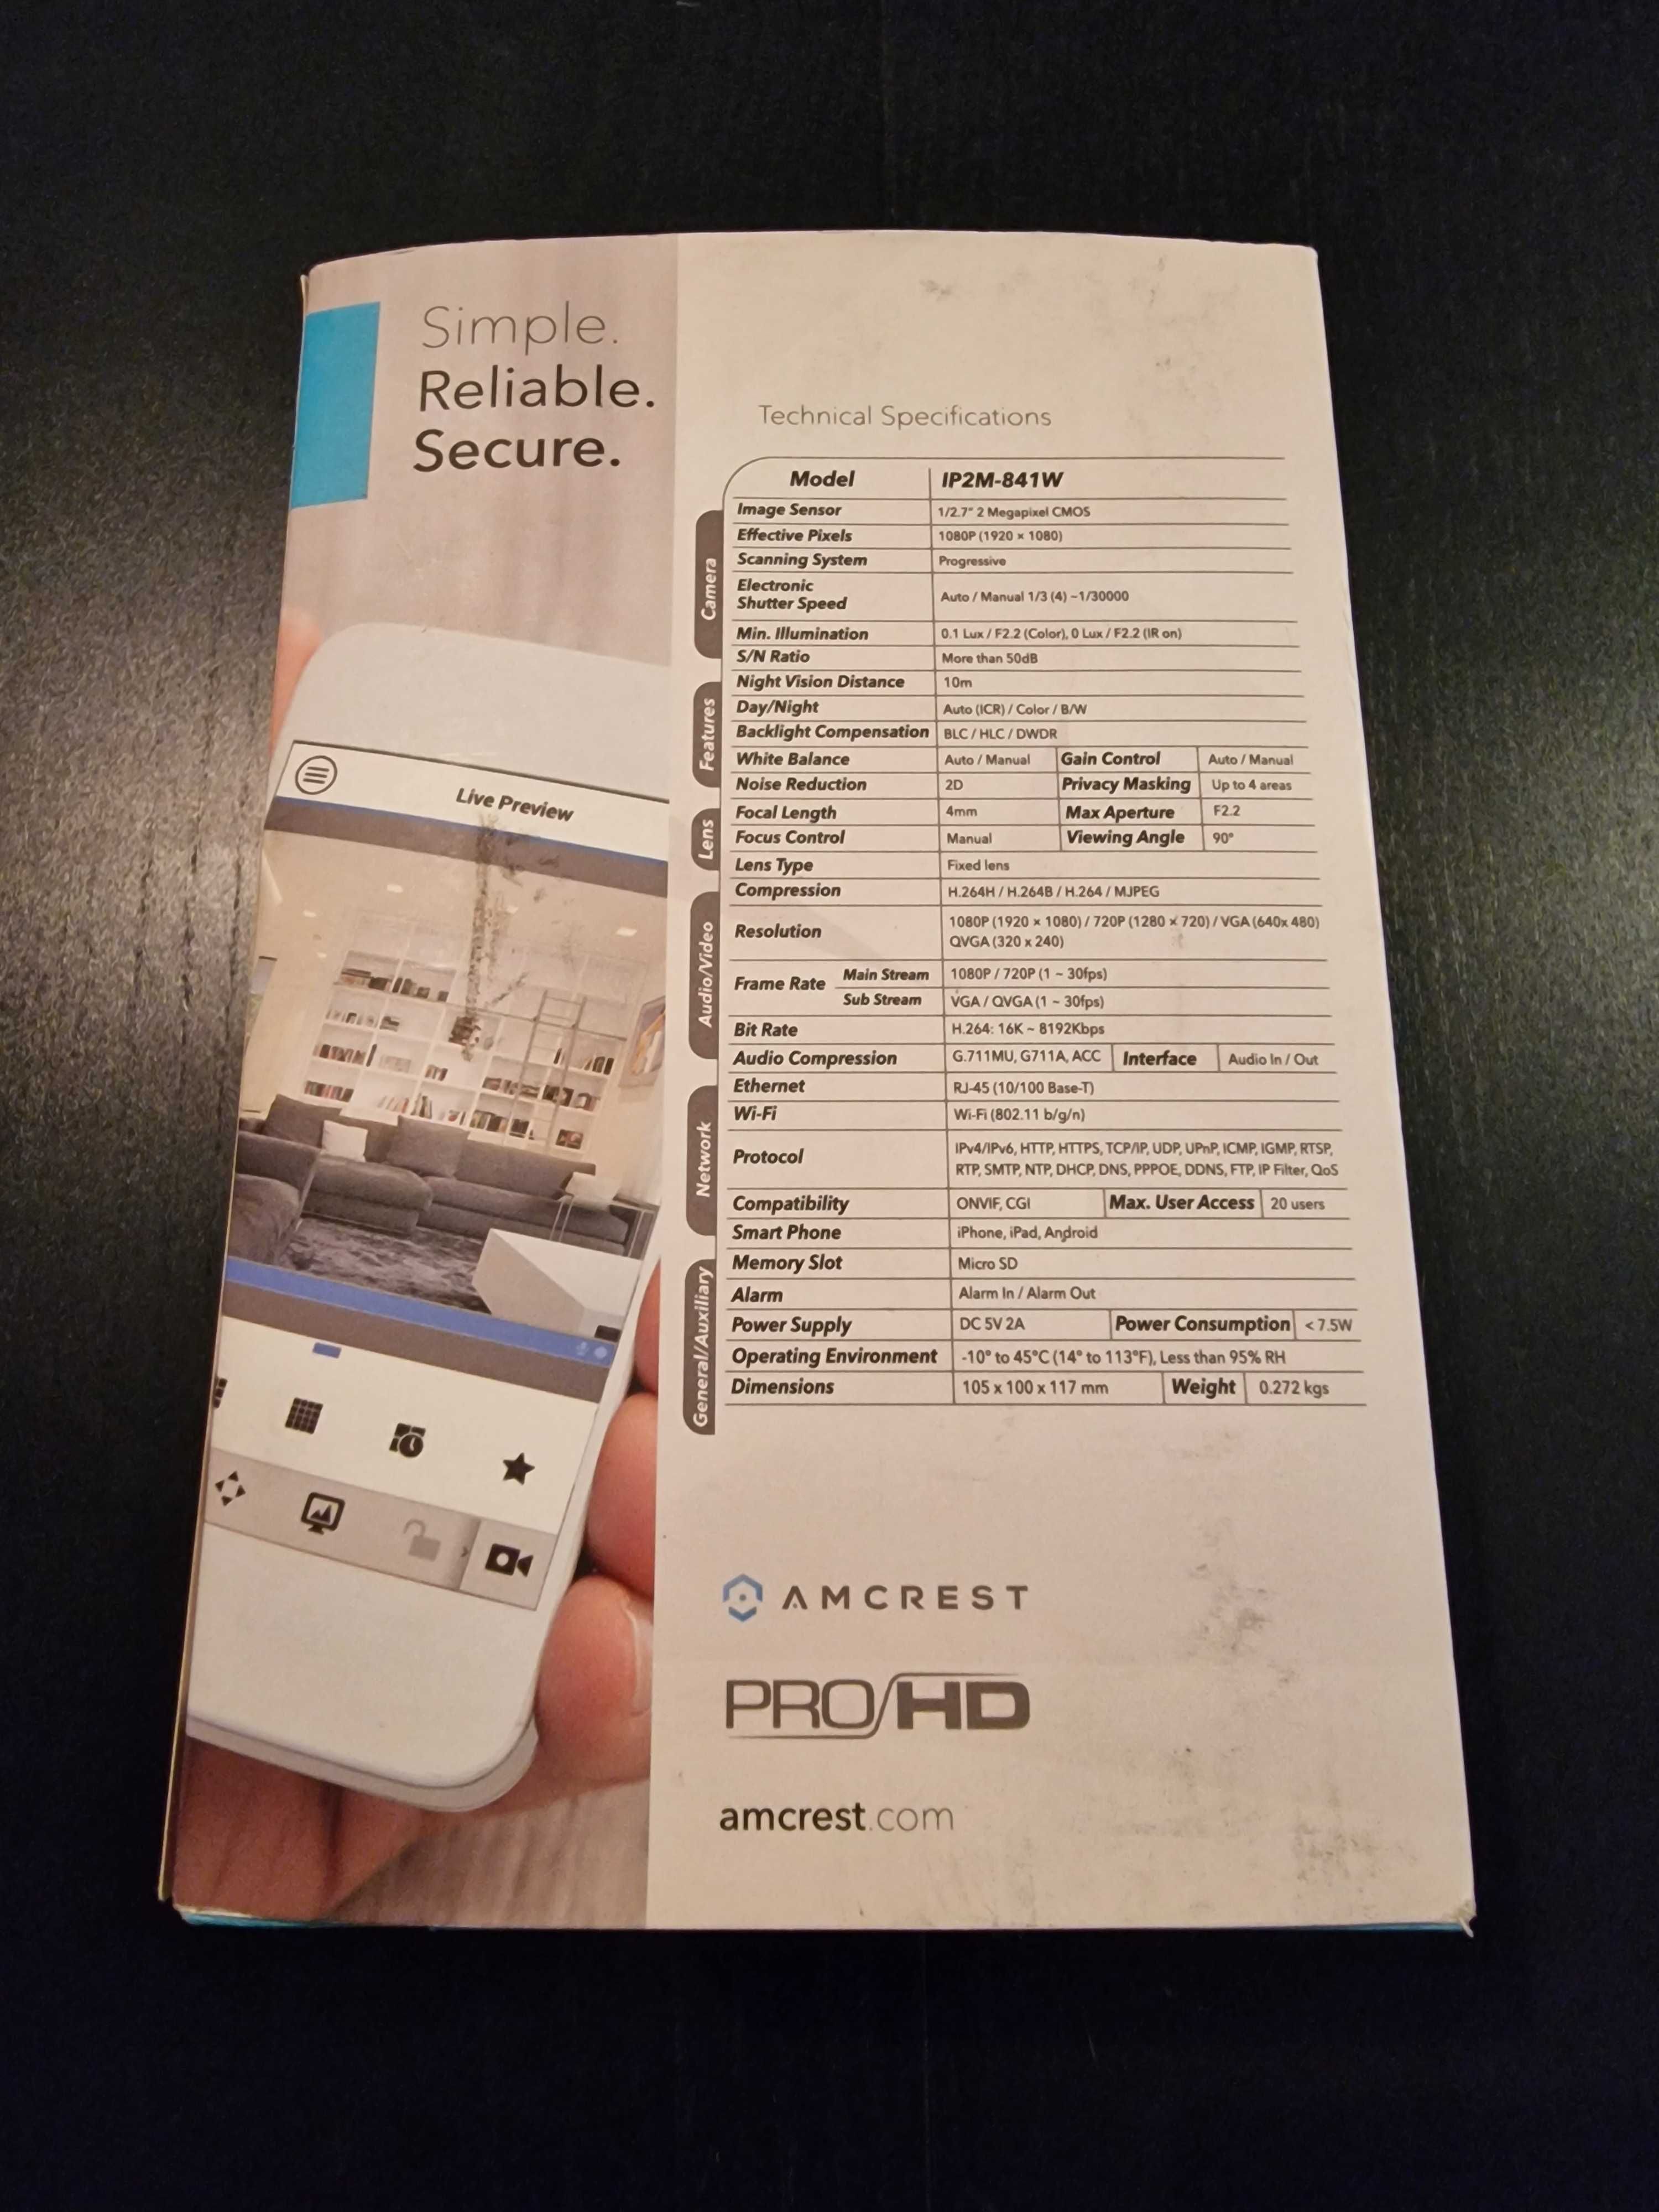 Simple.
Reliable.
Secure.
Live Preview
Technical Specifications
Model IP2M-841W
Camera
Image Sensor 1/2.7" 2 Megapixel CMOS
Effective Pixels 1080P (1920 × 1080)
Scanning System Progressive
Electronic
Shutter Speed Auto / Manual 1/3 (4) ~1/30000
Min. Illumination 0.1 Lux / F2.2 (Color), 0 Lux / F2.2 (IR on)
S/N Ratio More than 50dB
Features
Night Vision Distance 10m
Day/Night Auto (ICR) / Color / B/W
Backlight Compensation BLC / HLC / DWDR
White Balance Auto / Manual Gain Control Auto / Manual
Noise Reduction 2D Privacy Masking Up to 4 areas
Lens
Focal Length 4mm Max Aperture F2.2
Focus Control Manual Viewing Angle 90°
Lens Type Fixed lens
Audio/Video
Compression H.264H / H.264B / H.264 / MJPEG
Resolution 1080P (1920 × 1080) / 720P (1280 × 720) / VGA (640x 480)
QVGA (320 x 240)
Frame Rate Main Stream 1080P / 720P (1 ~ 30fps)
Sub Stream VGA / QVGA (1 ~ 30fps)
Bit Rate H.264: 16K ~ 8192Kbps
Audio Compression G.711MU, G711A, ACC Interface Audio In / Out
Network
Ethernet RJ-45 (10/100 Base-T)
Wi-Fi Wi-Fi (802.11 b/g/n)
Protocol IPv4/IPv6, HTTP, HTTPS, TCP/IP, UDP, UPnP, ICMP, IGMP, RTSP,
RTP, SMTP, NTP, DHCP, DNS, PPPOE, DDNS, FTP, IP Filter, QoS
Compatibility ONVIF, CGI Max. User Access 20 users
Smart Phone iPhone, iPad, Android
General/Auxiliary
Memory Slot Micro SD
Alarm Alarm In / Alarm Out
Power Supply DC 5V 2A Power Consumption < 7.5W
Operating Environment -10° to 45°C (14° to 113°F), Less than 95% RH
Dimensions 105 x 100 x 117 mm Weight 0.272 kgs
AMCREST
PRO/HD
amcrest.com